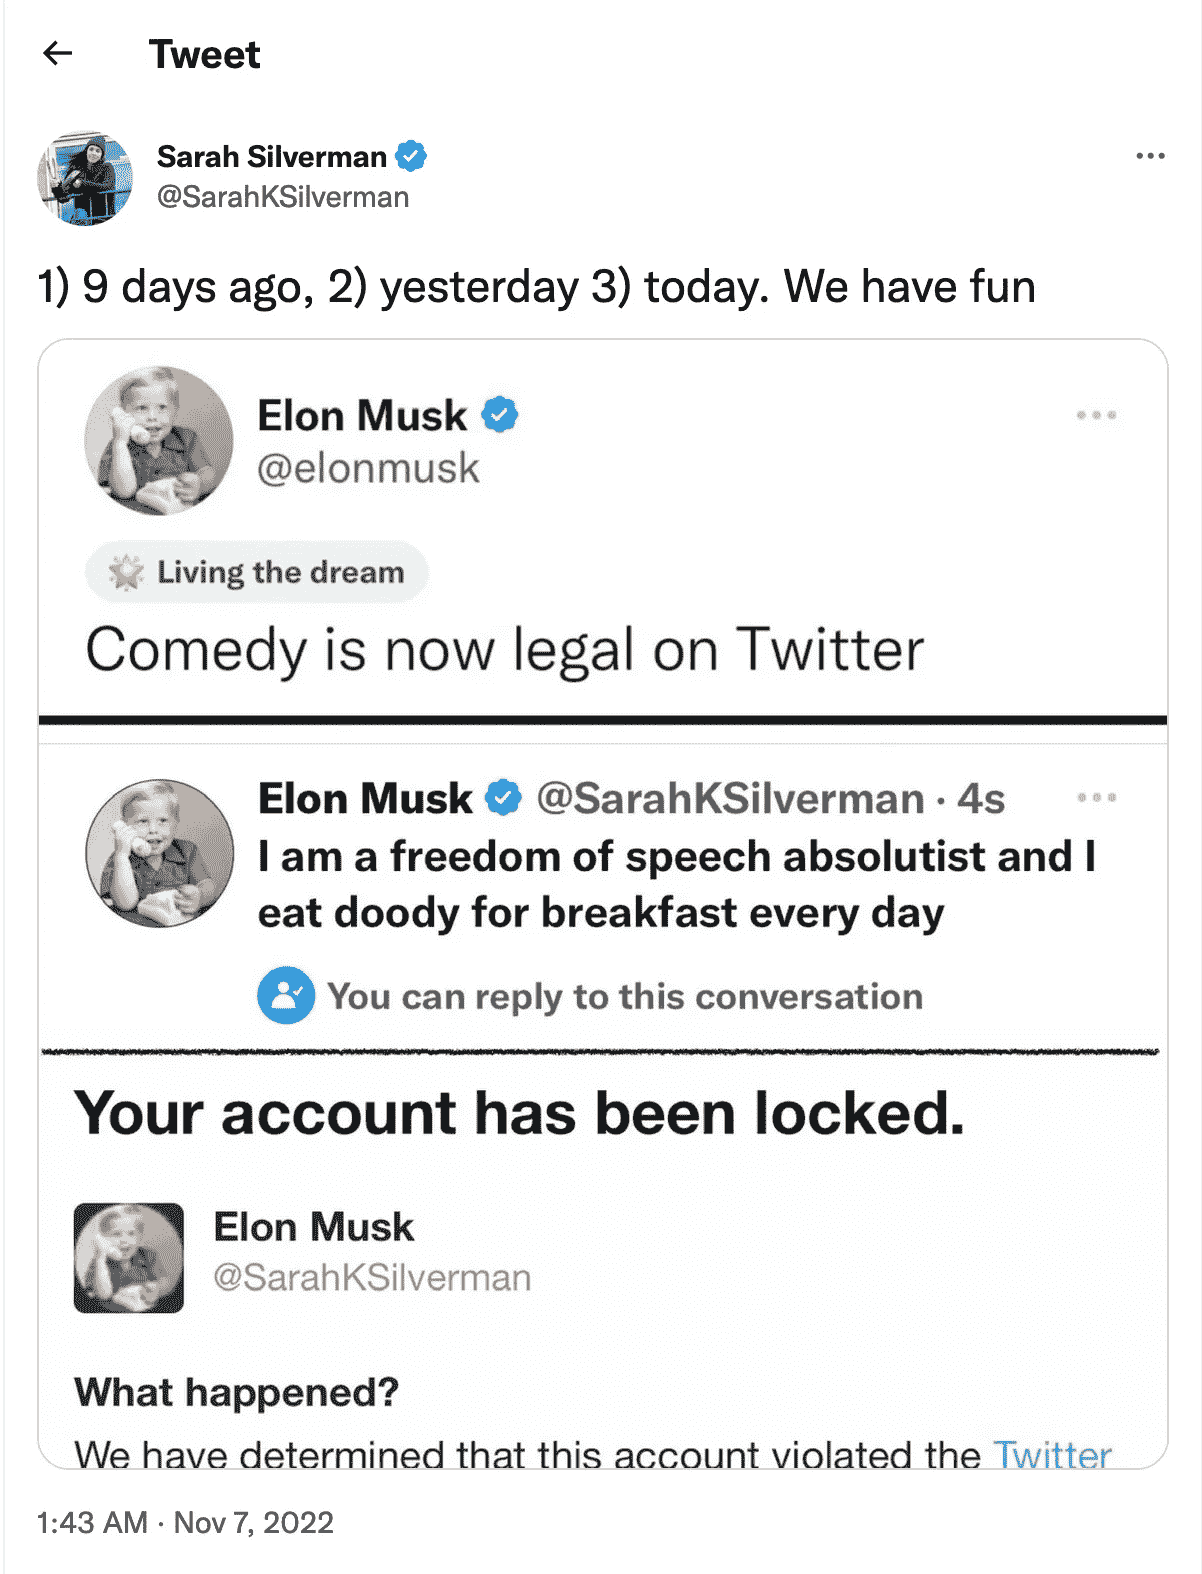 Tweet
Sarah Silverman
@SarahKSilverman
1) 9 days ago, 2) yesterday 3) today. We have fun
Elon Musk
@elonmusk
Living the dream
Comedy is now legal on Twitter
Elon Musk @SarahKSilverman · 4s
I am a freedom of speech absolutist and I
eat doody for breakfast every day
You can reply to this conversation
Your account has been locked.
Elon Musk
@SarahKSilverman
What happened?
We have determined that this account violated the Twitter
1:43 AM · Nov 7, 2022